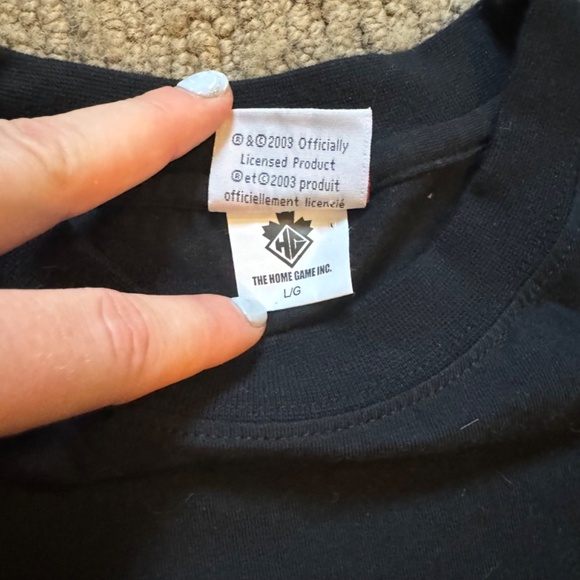 ®&©2003 Officially
Licensed Product
®et©2003 produit
officiellement licencié
HG
THE HOME GAME INC.
L/G